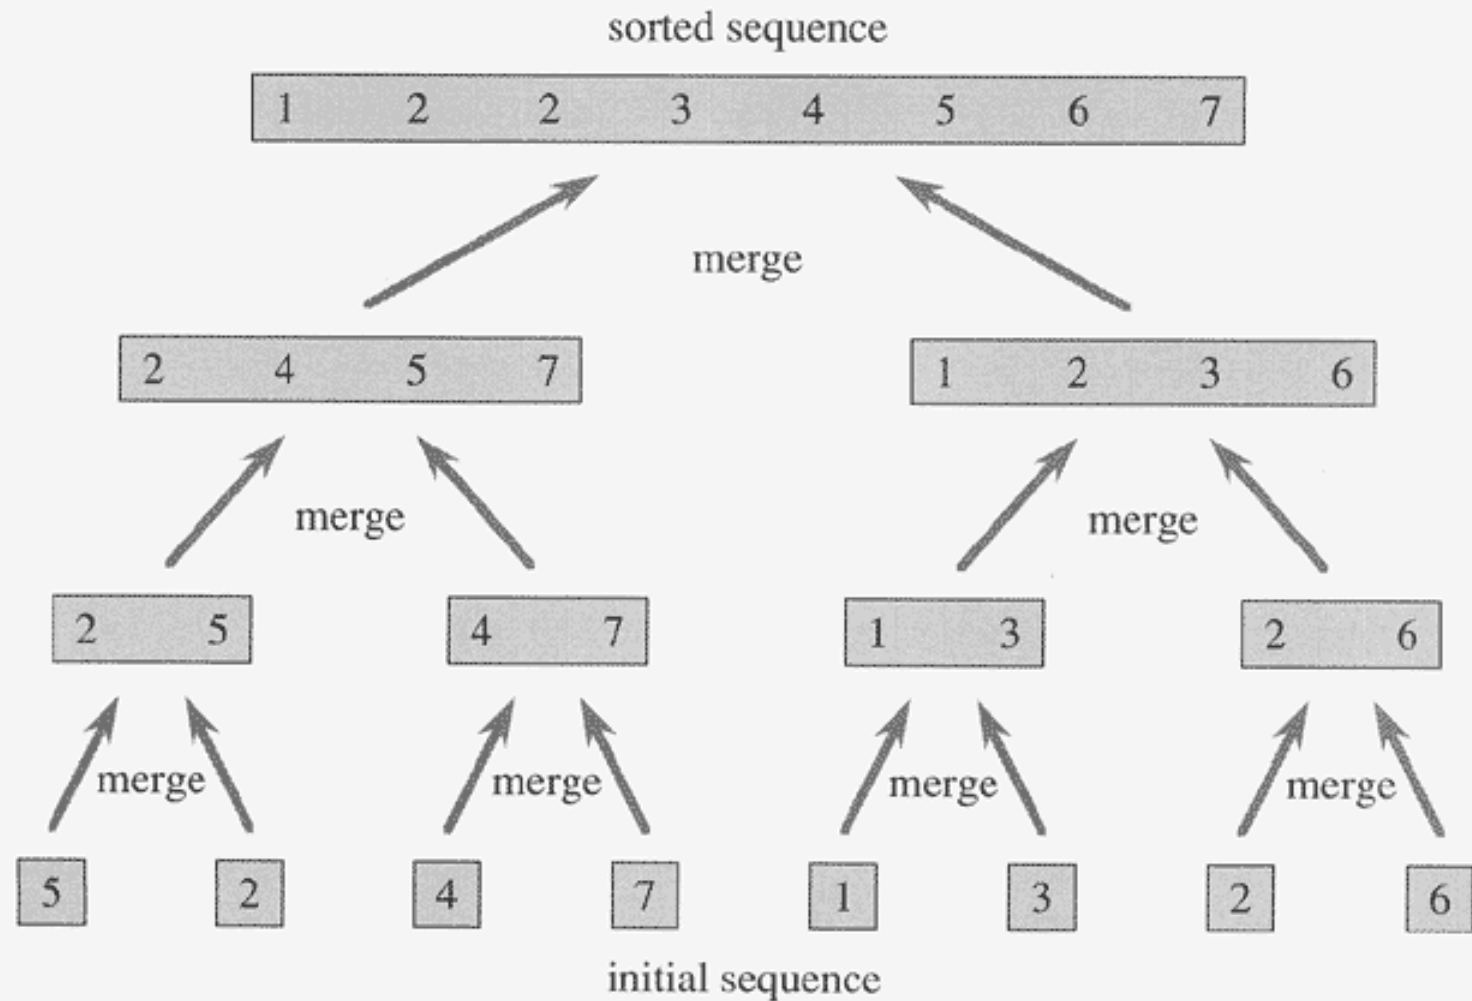 sorted sequence
1 2 2 3 4 5 6 7
merge
2 4 5 7
1 2 3 6
merge
merge
2 5
4 7
1 3
2 6
merge
merge
merge
merge
5
2
4
7
1
3
2
6
initial sequence